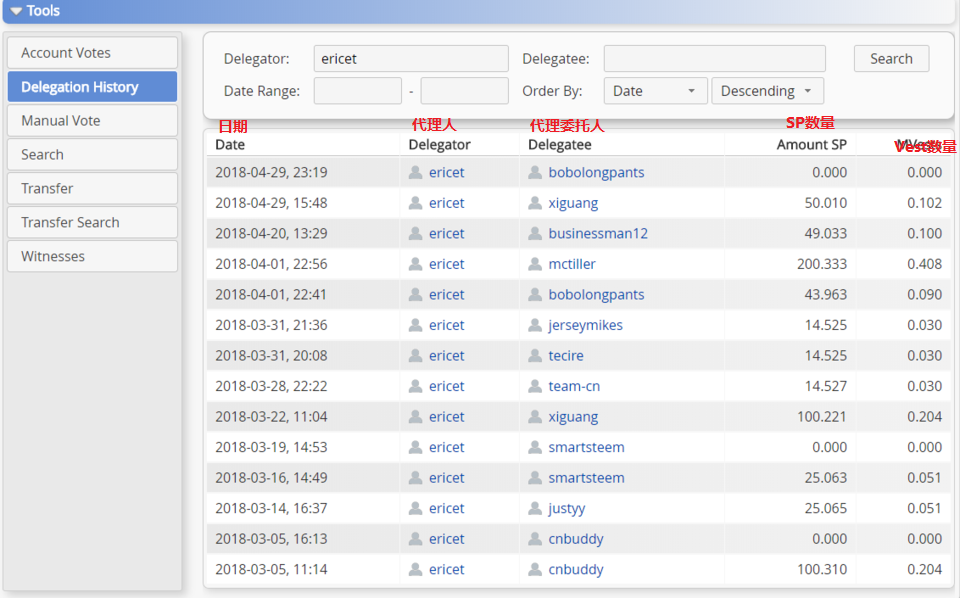 Tools
Account Votes
Delegation History
Manual Vote
Search
Transfer
Transfer Search
Witnesses
Delegator: ericet Delegatee: Search
Date Range: - Order By: Date Descending
日期 代理人 代理委托人 SP数量 Vest数量
Date Delegator Delegatee Amount SP
2018-04-29, 23:19 ericet bobolongpants 0.000 0.000
2018-04-29, 15:48 ericet xiguang 50.010 0.102
2018-04-20, 13:29 ericet businessman12 49.033 0.100
2018-04-01, 22:56 ericet mctiller 200.333 0.408
2018-04-01, 22:41 ericet bobolongpants 43.963 0.090
2018-03-31, 21:36 ericet jerseymikes 14.525 0.030
2018-03-31, 20:08 ericet tecire 14.525 0.030
2018-03-28, 22:22 ericet team-cn 14.527 0.030
2018-03-22, 11:04 ericet xiguang 100.221 0.204
2018-03-19, 14:53 ericet smartsteem 0.000 0.000
2018-03-16, 14:49 ericet smartsteem 25.063 0.051
2018-03-14, 16:37 ericet justyy 25.065 0.051
2018-03-05, 16:13 ericet cnbuddy 0.000 0.000
2018-03-05, 11:14 ericet cnbuddy 100.310 0.204